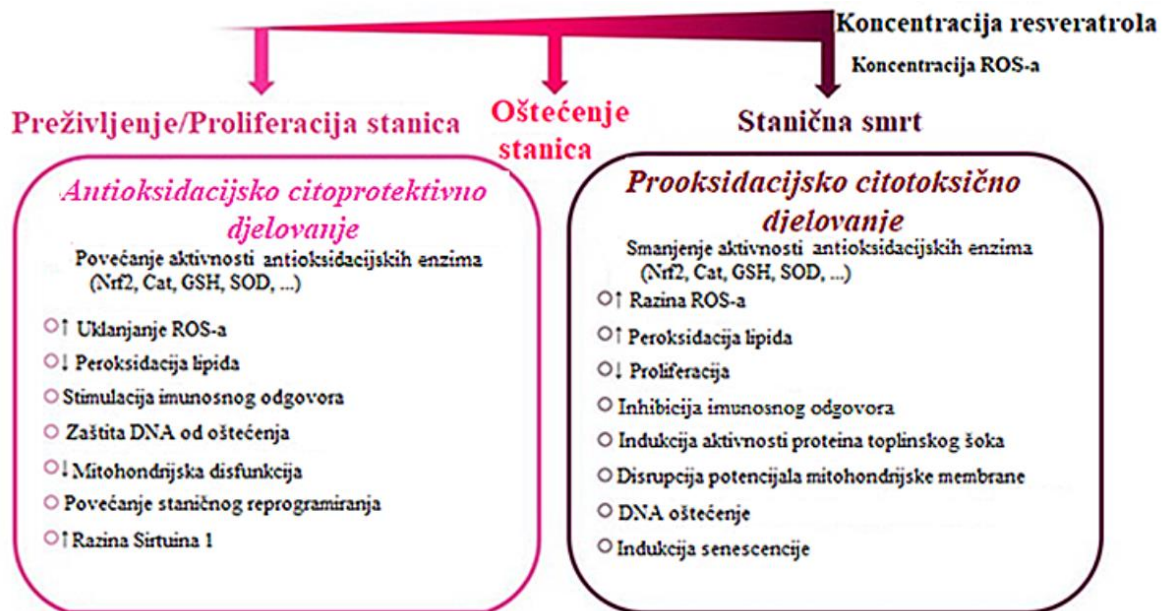 Koncentracija resveratrola
Koncentracija ROS-a
Preživljenje/Proliferacija stanica
Oštećenje
stanica
Stanična smrt
Antioksidacijsko citoprotektivno
djelovanje
Povećanje aktivnosti antioksidacijskih enzima
(Nrf2, Cat, GSH, SOD, ...)
↑ Uklanjanje ROS-a
↓ Peroksidacija lipida
Stimulacija imunosnog odgovora
Zaštita DNA od oštećenja
↓ Mitohondrijska disfunkcija
Povećanje staničnog reprogramiranja
↑ Razina Sirtuina 1
Prooksidacijsko citotoksično
djelovanje
Smanjenje aktivnosti antioksidacijskih enzima
(Nrf2, Cat, GSH, SOD, ...)
↑ Razina ROS-a
↑ Peroksidacija lipida
↓ Proliferacija
Inhibicija imunosnog odgovora
Indukcija aktivnosti proteina toplinskog šoka
Disrupcija potencijala mitohondrijske membrane
DNA oštećenje
Indukcija senescencije